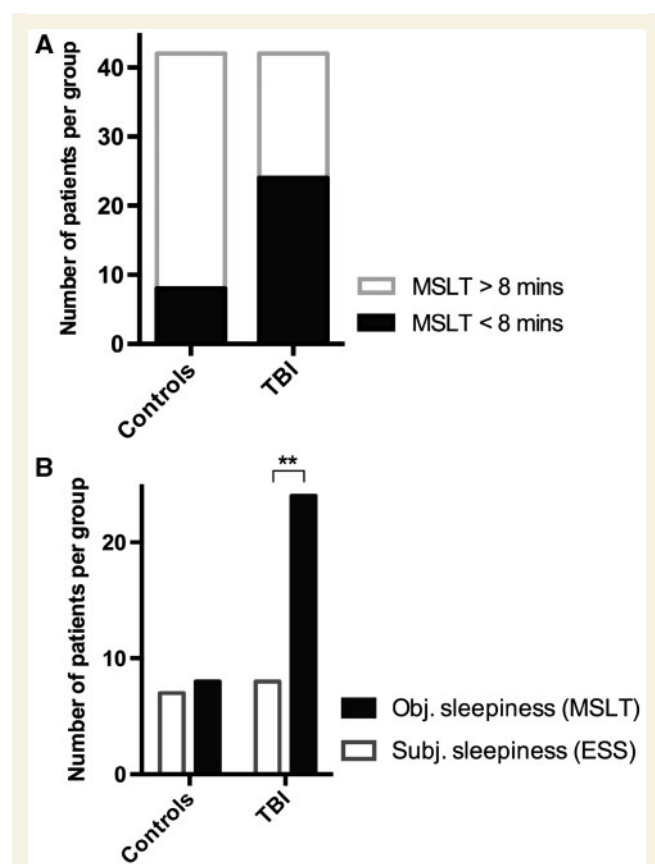 A
Number of patients per group
40
30
20
10
0
Controls
TBI
MSLT > 8 mins
MSLT < 8 mins
B
Number of patients per group
20
10
0
**
Controls
TBI
Obj. sleepiness (MSLT)
Subj. sleepiness (ESS)